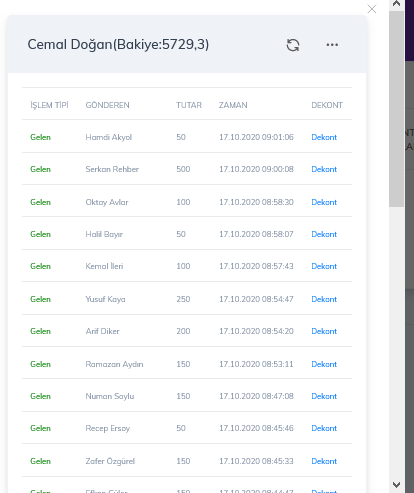 Cemal Doğan(Bakiye:5729,3)
İŞLEM TİPİ GÖNDEREN TUTAR ZAMAN DEKONT
Gelen Hamdi Akyol 50 17.10.2020 09:01:06 Dekont
Gelen Serkan Rehber 500 17.10.2020 09:00:08 Dekont
Gelen Oktay Avlar 100 17.10.2020 08:58:30 Dekont
Gelen Halil Bayır 50 17.10.2020 08:58:07 Dekont
Gelen Kemal İleri 100 17.10.2020 08:57:43 Dekont
Gelen Yusuf Kaya 250 17.10.2020 08:54:47 Dekont
Gelen Arif Diker 200 17.10.2020 08:54:20 Dekont
Gelen Ramazan Aydın 150 17.10.2020 08:53:11 Dekont
Gelen Numan Soylu 150 17.10.2020 08:47:08 Dekont
Gelen Recep Ersoy 50 17.10.2020 08:45:46 Dekont
Gelen Zafer Özgürel 150 17.10.2020 08:45:33 Dekont
Gelen 150 17.10.2020 08:44:47 Dekont